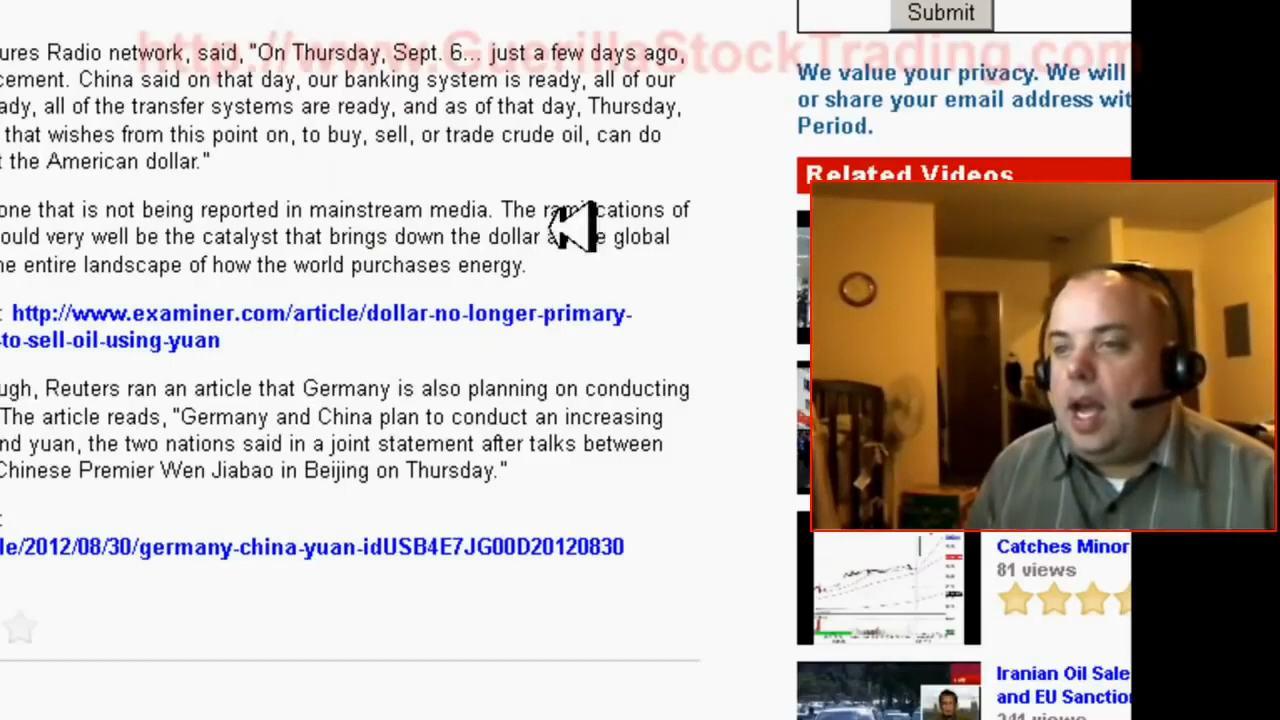 http://www.GuerillaStockTrading.com
ures Radio network, said, "On Thursday, Sept. 6... just a few days ago,
cement. China said on that day, our banking system is ready, all of our
ady, all of the transfer systems are ready, and as of that day, Thursday,
that wishes from this point on, to buy, sell, or trade crude oil, can do
t the American dollar."
one that is not being reported in mainstream media. The ramifications of
ould very well be the catalyst that brings down the dollar a e global
ne entire landscape of how the world purchases energy.
: http://www.examiner.com/article/dollar-no-longer-primary-
-to-sell-oil-using-yuan
ugh, Reuters ran an article that Germany is also planning on conducting
The article reads, "Germany and China plan to conduct an increasing
nd yuan, the two nations said in a joint statement after talks between
Chinese Premier Wen Jiabao in Beijing on Thursday."
:
le/2012/08/30/germany-china-yuan-idUSB4E7JG00D20120830
Submit
We value your privacy. We will
or share your email address wit
Period.
Related Videos
Catches Minor
81 views
Iranian Oil Sale
and EU Sanctio
241 views